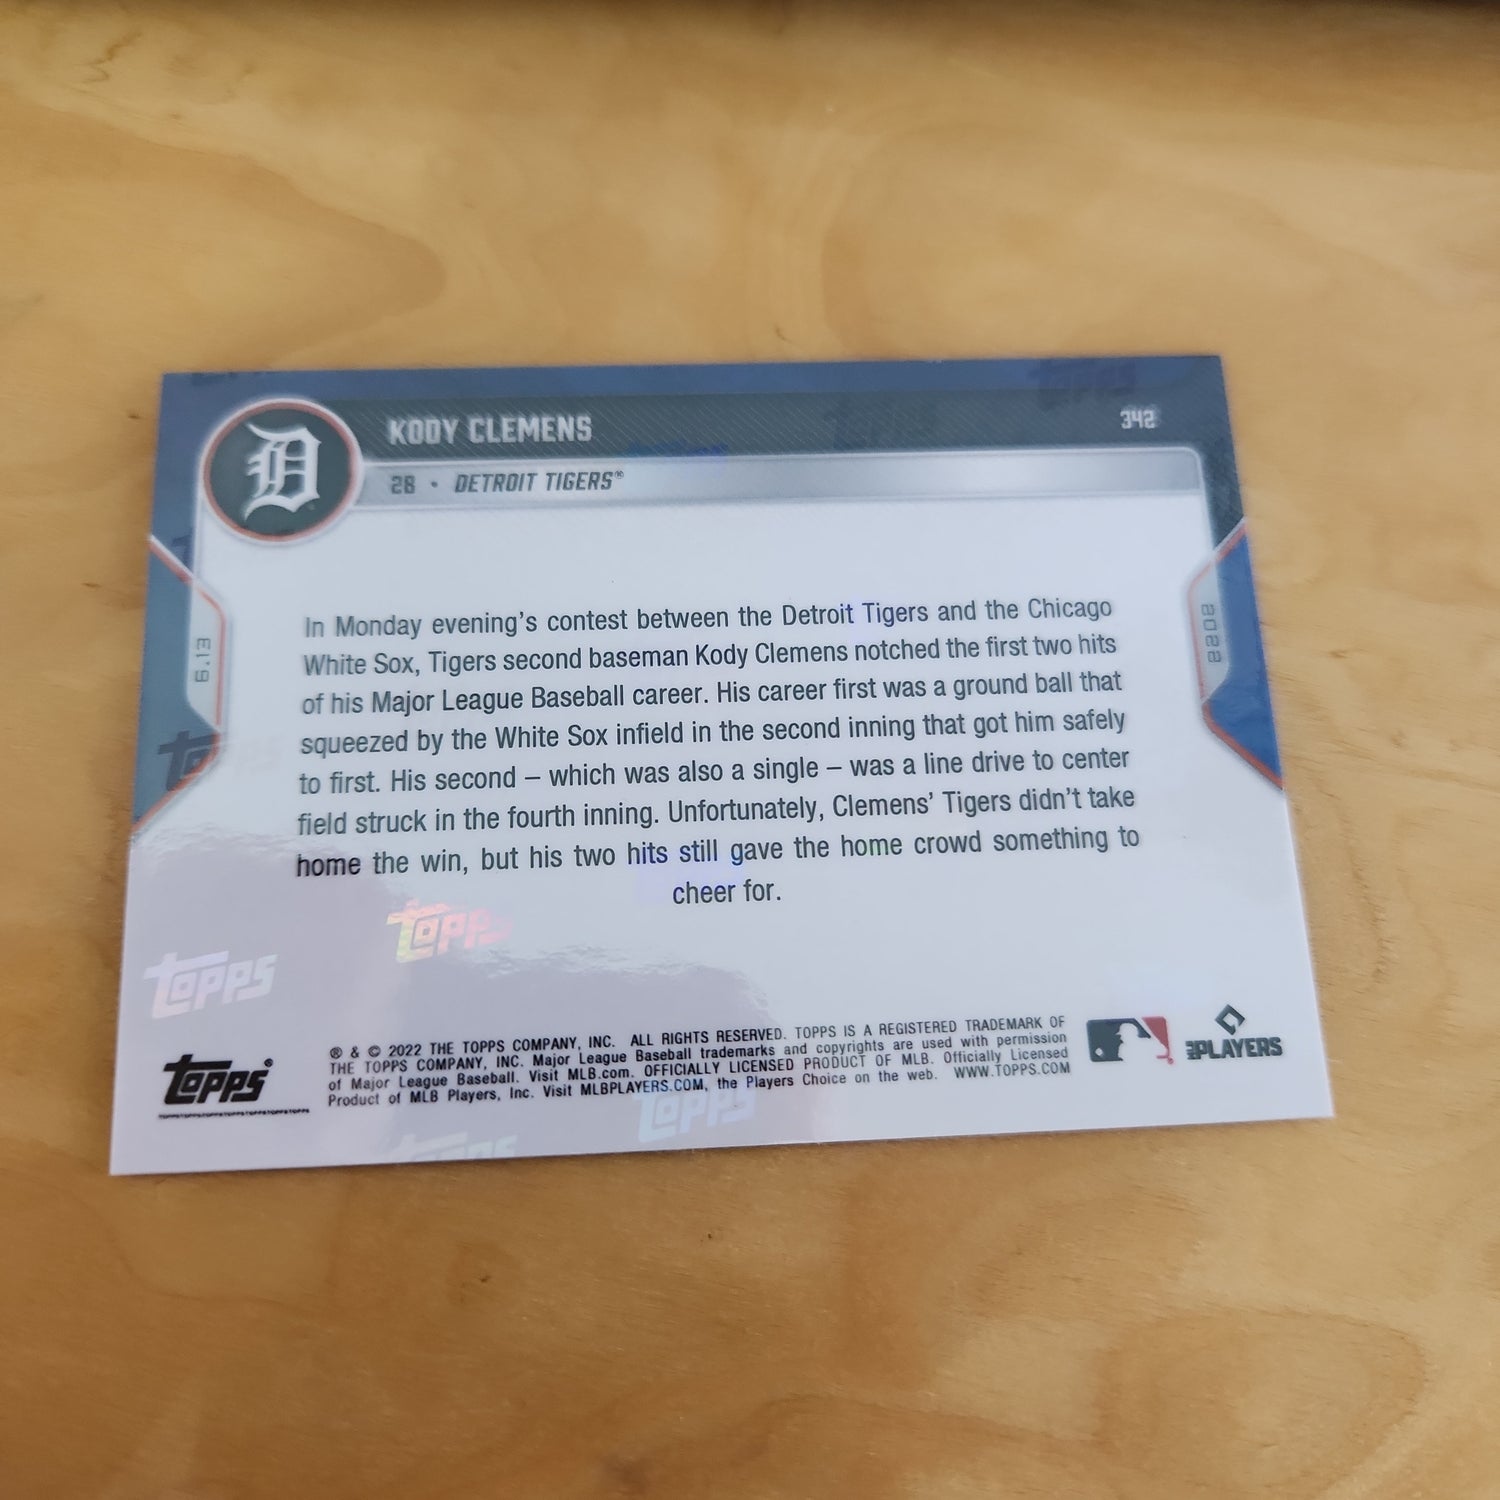 KODY CLEMENS
342
2B • DETROIT TIGERS®
6.13
2022
In Monday evening's contest between the Detroit Tigers and the Chicago
White Sox, Tigers second baseman Kody Clemens notched the first two hits
of his Major League Baseball career. His career first was a ground ball that
squeezed by the White Sox infield in the second inning that got him safely
to first. His second – which was also a single – was a line drive to center
field struck in the fourth inning. Unfortunately, Clemens' Tigers didn't take
home the win, but his two hits still gave the home crowd something to
cheer for.
topps
topps
topps®
® & © 2022 THE TOPPS COMPANY, INC. ALL RIGHTS RESERVED. TOPPS IS A REGISTERED TRADEMARK OF
THE TOPPS COMPANY, INC. Major League Baseball trademarks and copyrights are used with permission
of Major League Baseball. Visit MLB.com. OFFICIALLY LICENSED PRODUCT OF MLB. Officially Licensed
Product of MLB Players, Inc. Visit MLBPLAYERS.COM, the Players Choice on the web. WWW.TOPPS.COM
PLAYERS
topps